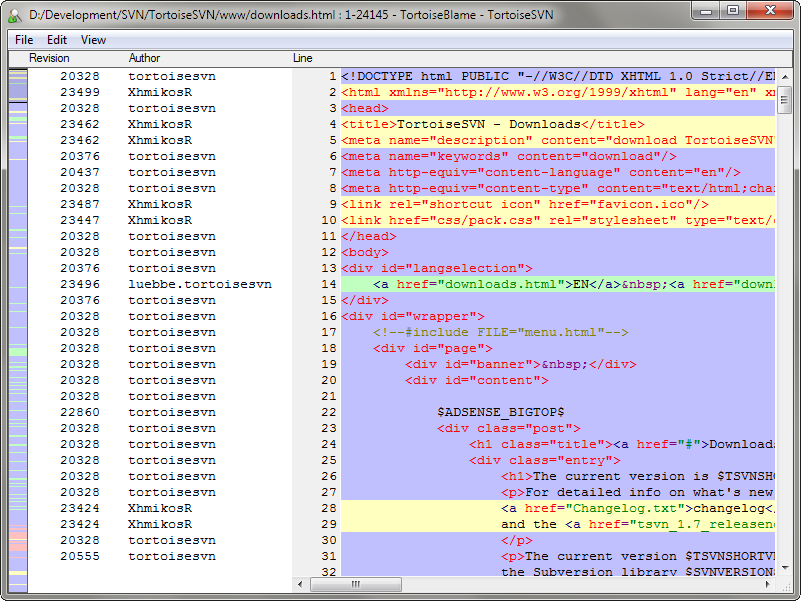 D:/Development/SVN/TortoiseSVN/www/downloads.html : 1-24145 - TortoiseBlame - TortoiseSVN
File Edit View
Revision Author Line
20328 tortoisesvn 1 <!DOCTYPE html PUBLIC "-//W3C//DTD XHTML 1.0 Strict//E
23499 XhmikosR 2 <html xmlns="http://www.w3.org/1999/xhtml" lang="en" x
20328 tortoisesvn 3 <head>
23462 XhmikosR 4 <title>TortoiseSVN - Downloads</title>
23462 XhmikosR 5 <meta name="description" content="download TortoiseSVN
20376 tortoisesvn 6 <meta name="keywords" content="download"/>
20437 tortoisesvn 7 <meta http-equiv="content-language" content="en"/>
20328 tortoisesvn 8 <meta http-equiv="content-type" content="text/html;cha
23487 XhmikosR 9 <link rel="shortcut icon" href="favicon.ico"/>
23447 XhmikosR 10 <link href="css/pack.css" rel="stylesheet" type="text/
20328 tortoisesvn 11 </head>
20328 tortoisesvn 12 <body>
20376 tortoisesvn 13 <div id="langselection">
23496 luebbe.tortoisesvn 14 <a href="downloads.html">EN</a>&nbsp;<a href="down
20376 tortoisesvn 15 </div>
20328 tortoisesvn 16 <div id="wrapper">
20328 tortoisesvn 17 <!--#include FILE="menu.html"-->
20328 tortoisesvn 18 <div id="page">
20328 tortoisesvn 19 <div id="banner">&nbsp;</div>
20328 tortoisesvn 20 <div id="content">
20328 tortoisesvn 21
22860 tortoisesvn 22 $ADSENSE_BIGTOP$
20328 tortoisesvn 23 <div class="post">
20328 tortoisesvn 24 <h1 class="title"><a href="#">Downloads
20328 tortoisesvn 25 <div class="entry">
20328 tortoisesvn 26 <h1>The current version is $TSVNSH
20328 tortoisesvn 27 <p>For detailed info on what's new
23424 XhmikosR 28 <a href="Changelog.txt">changelog<
23424 XhmikosR 29 and the <a href="tsvn_1.7_release
20328 tortoisesvn 30 </p>
20555 tortoisesvn 31 <p>The current version $TSVNSHORTV
32 the Subversion library $SVNVERSION